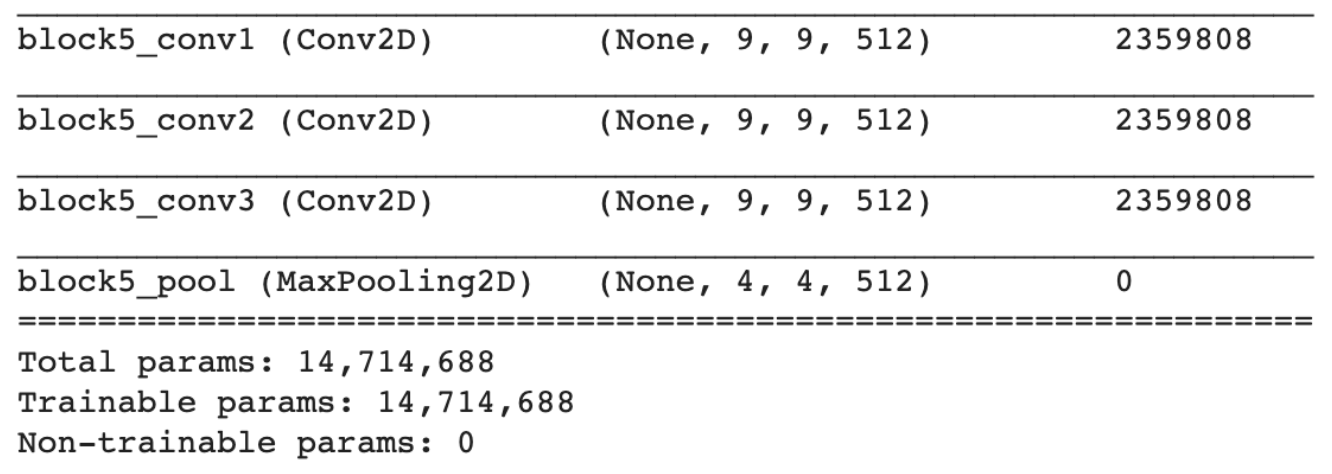 block5_conv1 (Conv2D) (None, 9, 9, 512) 2359808
block5_conv2 (Conv2D) (None, 9, 9, 512) 2359808
block5_conv3 (Conv2D) (None, 9, 9, 512) 2359808
block5_pool (MaxPooling2D) (None, 4, 4, 512) 0
=================================================================
Total params: 14,714,688
Trainable params: 14,714,688
Non-trainable params: 0